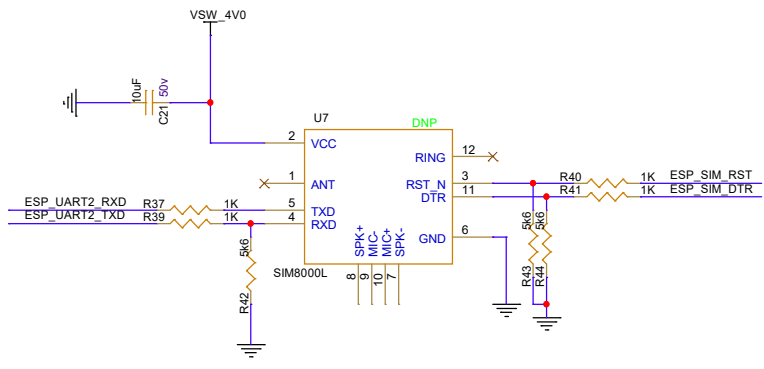 VSW_4V0
10uF
50v
C21
U7
DNP
2
VCC
RING
12
1
ANT
3
RST_N
R40
1K
ESP_SIM_RST
11
DTR
R41
1K
ESP_SIM_DTR
ESP_UART2_RXD
R37
1K
5
TXD
ESP_UART2_TXD
R39
1K
4
RXD
6
GND
SPK+
MIC-
MIC+
SPK-
8
9
10
7
5k6
R42
5k6
R43
5k6
R44
SIM8000L